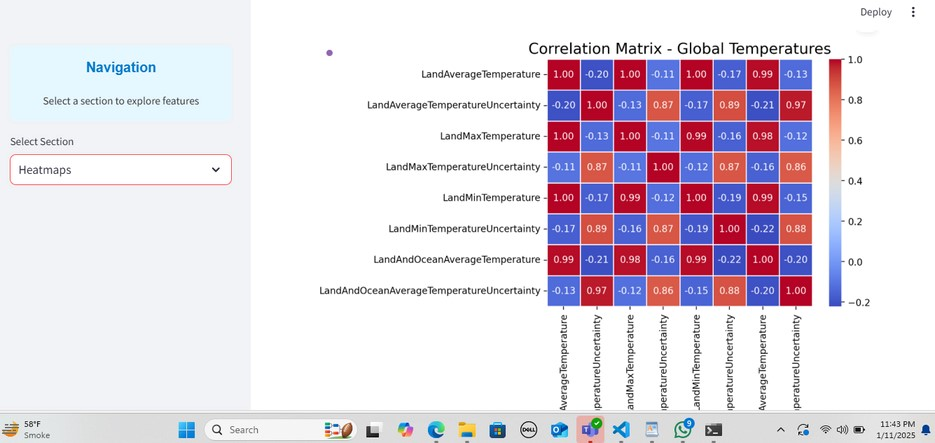 Deploy
Navigation
Select a section to explore features
Select Section
Heatmaps
Correlation Matrix - Global Temperatures
LandAverageTemperature 1.00 -0.20 1.00 -0.11 1.00 -0.17 0.99 -0.13
LandAverageTemperatureUncertainty -0.20 1.00 -0.13 0.87 -0.17 0.89 -0.21 0.97
LandMaxTemperature 1.00 -0.13 1.00 -0.11 0.99 -0.16 0.98 -0.12
LandMaxTemperatureUncertainty -0.11 0.87 -0.11 1.00 -0.12 0.87 -0.16 0.86
LandMinTemperature 1.00 -0.17 0.99 -0.12 1.00 -0.19 0.99 -0.15
LandMinTemperatureUncertainty -0.17 0.89 -0.16 0.87 -0.19 1.00 -0.22 0.88
LandAndOceanAverageTemperature 0.99 -0.21 0.98 -0.16 0.99 -0.22 1.00 -0.20
LandAndOceanAverageTemperatureUncertainty -0.13 0.97 -0.12 0.86 -0.15 0.88 -0.20 1.00
1.0
0.8
0.6
0.4
0.2
0.0
−0.2
AverageTemperature
peratureUncertainty
andMaxTemperature
peratureUncertainty
andMinTemperature
peratureUncertainty
AverageTemperature
peratureUncertainty
58°F
Smoke
Search
DELL
9
11:43 PM
1/11/2025